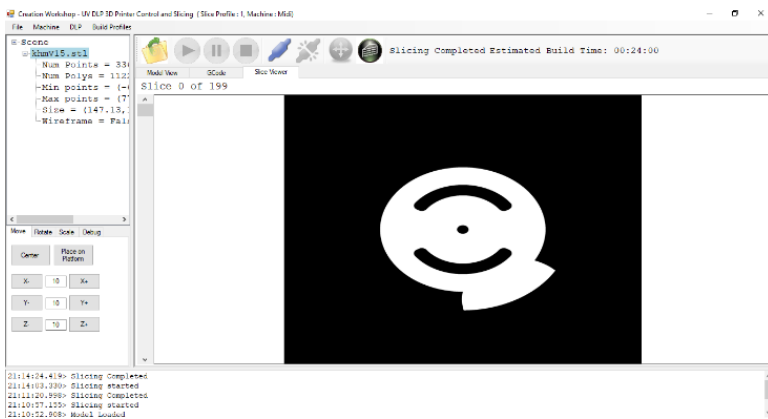 Creation Workshop - UV DLP 3D Printer Control and Slicing ( Slice Profile : 1, Machine : Midi)
File Machine DLP Build Profiles
Scene
khmv15.stl
Num Points = 33
Num Polys = 112
Min points = (-
Max points = (7
Size = (147.13,
Wireframe = Fal
Slicing Completed Estimated Build Time: 00:24:00
Model View GCode Slice Viewer
Slice 0 of 199
Move Rotate Scale Debug
Center Place on Platform
X- 10 X+
Y- 10 Y+
Z- 10 Z+
21:14:24.419> Slicing Completed
21:14:03.330> Slicing started
21:11:20.998> Slicing Completed
21:10:57.155> Slicing started
21:10:52.908> Model Loaded